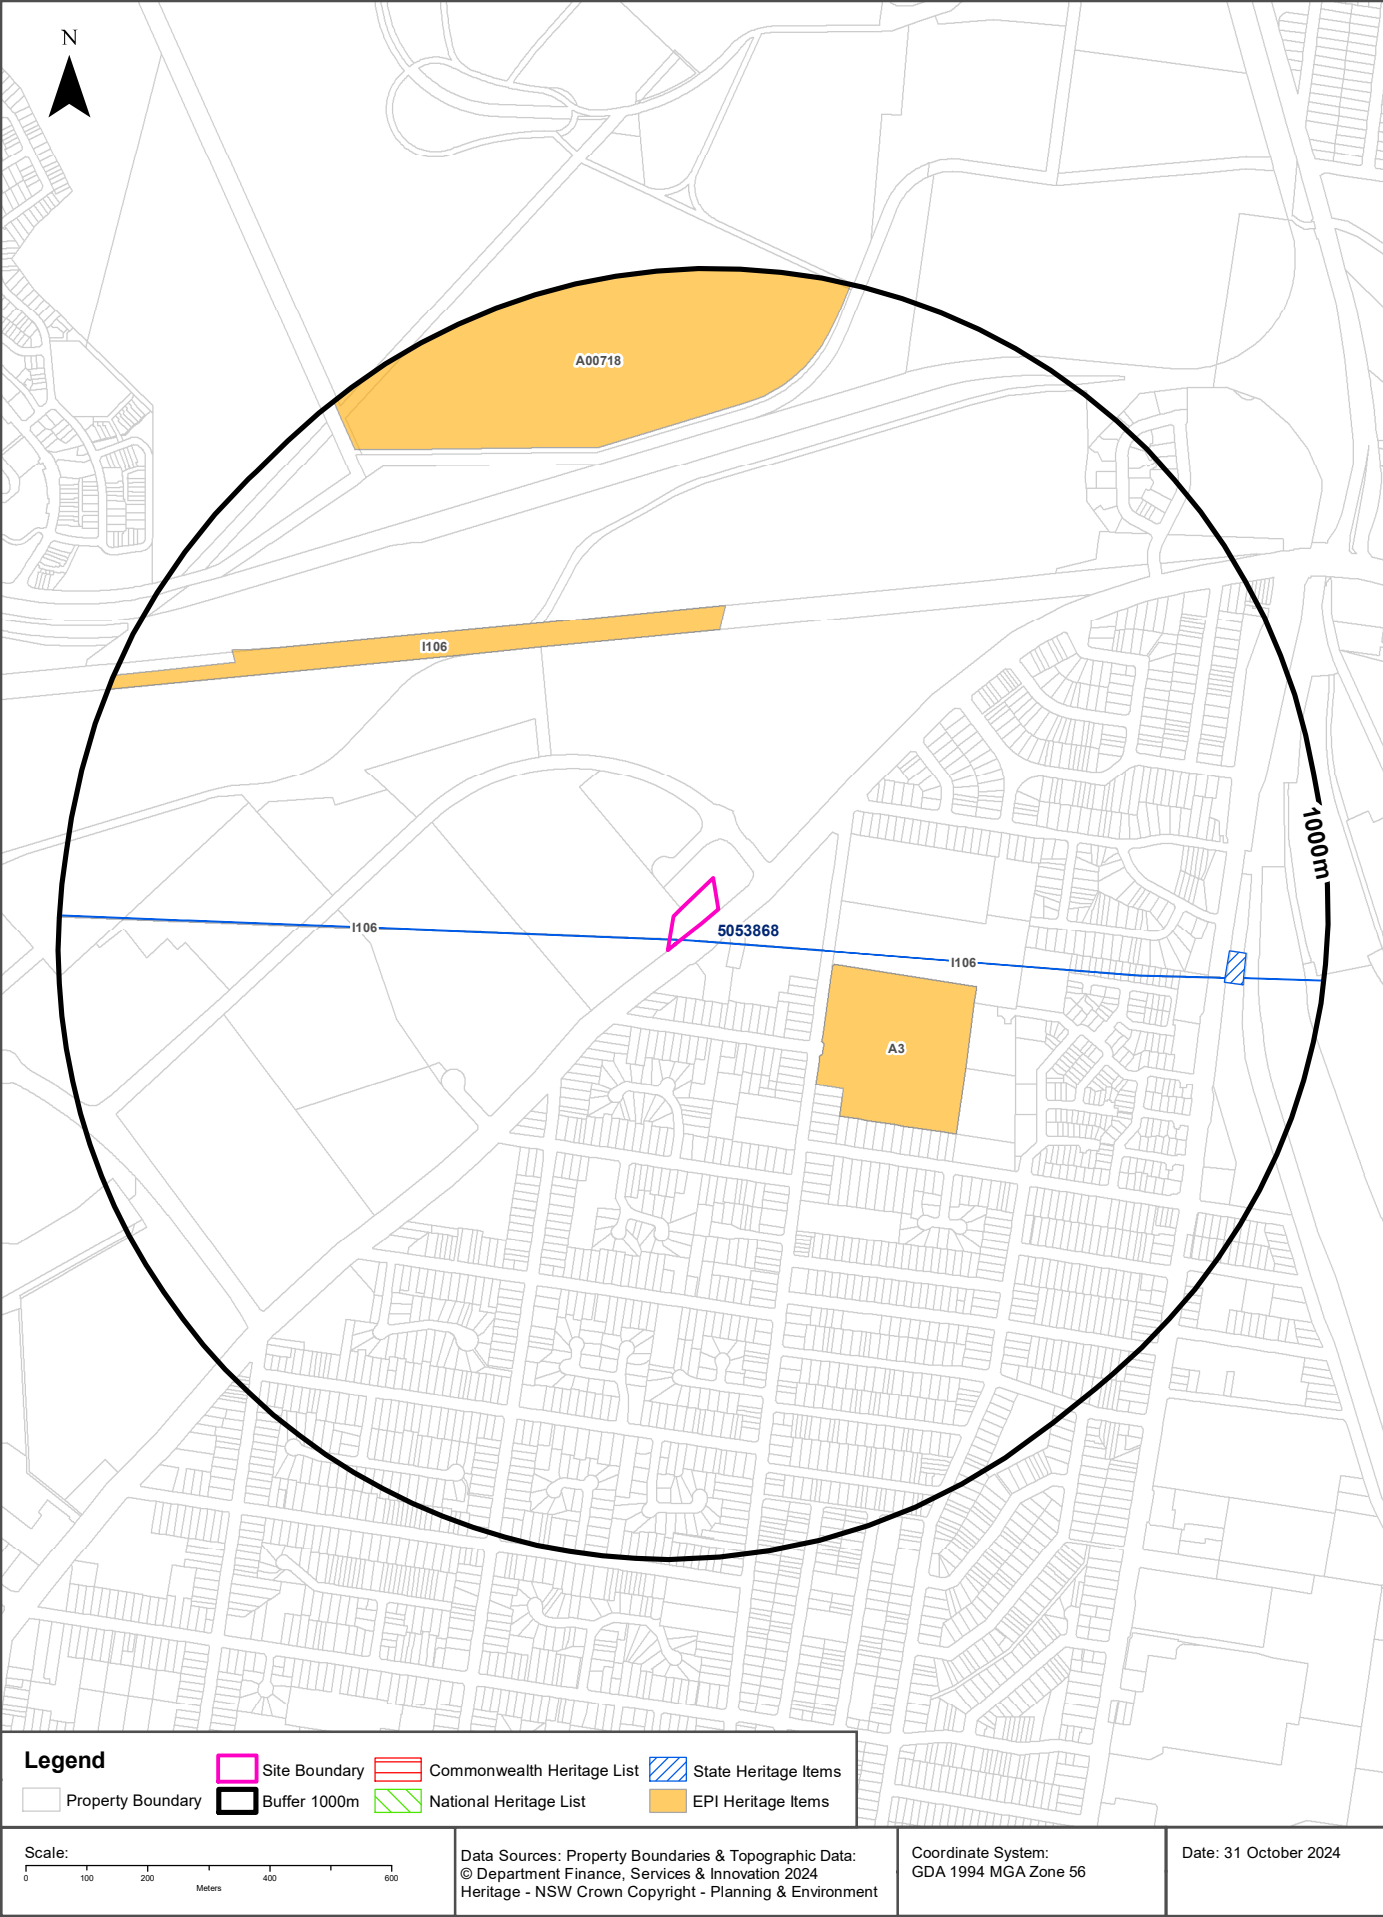 N
A00718
I106
1000m
I106
5053868
I106
A3
Legend
Property Boundary
Site Boundary
Buffer 1000m
Commonwealth Heritage List
National Heritage List
State Heritage Items
EPI Heritage Items
Scale:
0 100 200 400 600
Meters
Data Sources: Property Boundaries & Topographic Data:
© Department Finance, Services & Innovation 2024
Heritage - NSW Crown Copyright - Planning & Environment
Coordinate System:
GDA 1994 MGA Zone 56
Date: 31 October 2024